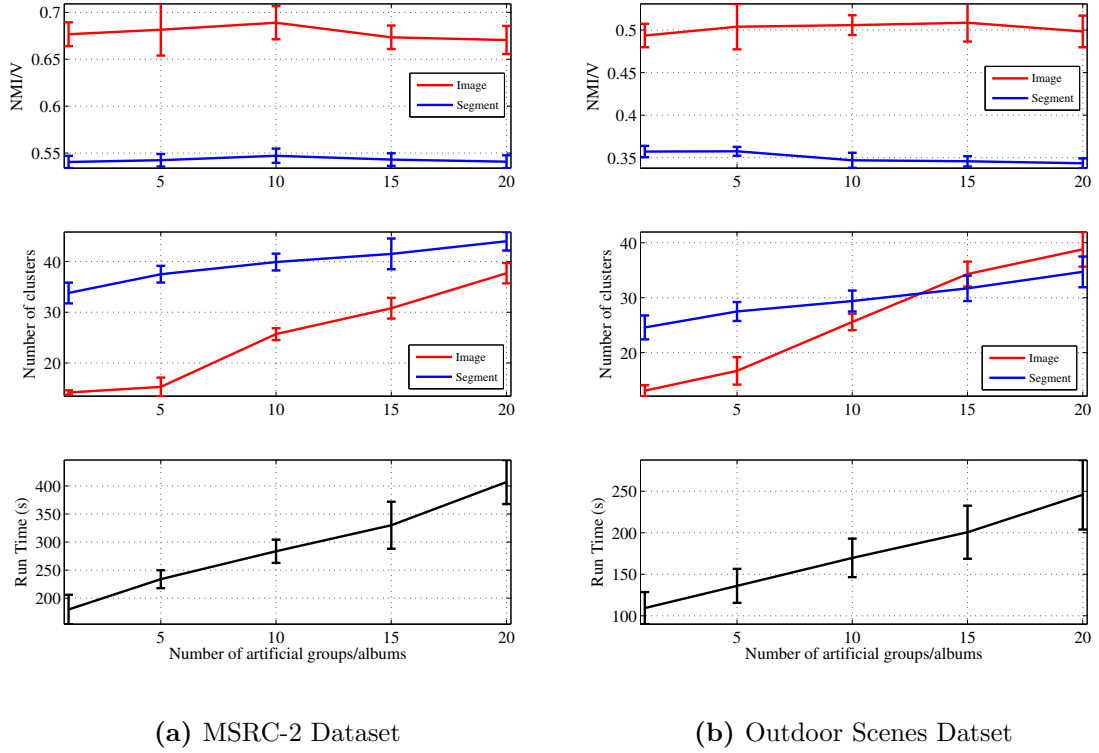 0.7
0.65
0.6
0.55
NMI/V
Image
Segment
5
10
15
20
40
30
20
Number of clusters
Image
Segment
5
10
15
20
400
350
300
250
200
Run Time (s)
5
10
15
20
Number of artificial groups/albums
(a) MSRC-2 Dataset
0.5
0.45
0.4
0.35
NMI/V
Image
Segment
5
10
15
20
40
30
20
Number of clusters
Image
Segment
5
10
15
20
250
200
150
100
Run Time (s)
5
10
15
20
Number of artificial groups/albums
(b) Outdoor Scenes Datset